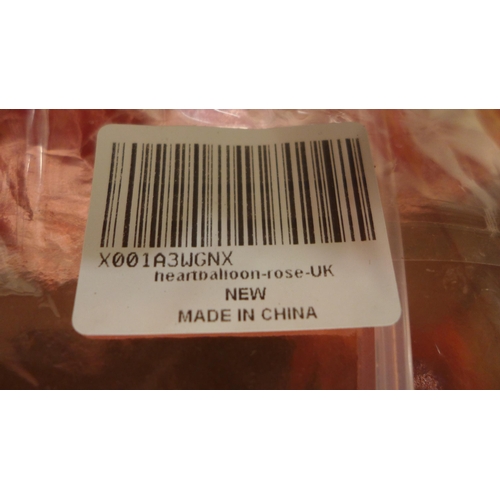 X001A3WGNX
heartballoon-rose-UK
NEW
MADE IN CHINA